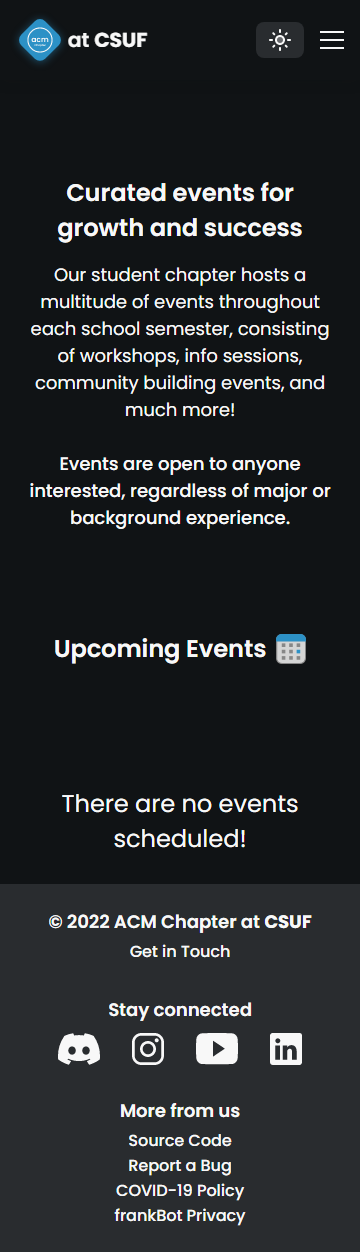 acm at CSUF
Curated events for
growth and success
Our student chapter hosts a
multitude of events throughout
each school semester, consisting
of workshops, info sessions,
community building events, and
much more!
Events are open to anyone
interested, regardless of major or
background experience.
Upcoming Events
There are no events
scheduled!
© 2022 ACM Chapter at CSUF
Get in Touch
Stay connected
in
More from us
Source Code
Report a Bug
COVID-19 Policy
frankBot Privacy